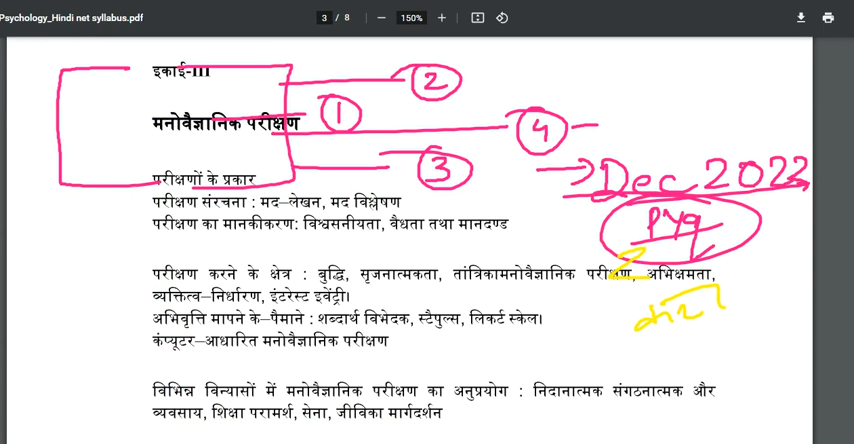 Psychology_Hindi net syllabus.pdf
3 / 8 150%
इकाई-III
2
1
मनोवैज्ञानिक परीक्षण
4
3
Dec 2022
परीक्षणों के प्रकार
परीक्षण संरचना : मद–लेखन, मद विश्लेषण
परीक्षण का मानकीकरण: विश्वसनीयता, वैधता तथा मानदण्ड
PYQ
2
परीक्षण करने के क्षेत्र : बुद्धि, सृजनात्मकता, तांत्रिकामनोवैज्ञानिक परीक्षण, अभिक्षमता,
व्यक्तित्व–निर्धारण, इंटरेस्ट इवेंट्री।
अभिवृत्ति मापने के–पैमाने : शब्दार्थ विभेदक, स्टैपुल्स, लिकर्ट स्केल।
कंप्यूटर–आधारित मनोवैज्ञानिक परीक्षण
विभिन्न विन्यासों में मनोवैज्ञानिक परीक्षण का अनुप्रयोग : निदानात्मक संगठनात्मक और
व्यवसाय, शिक्षा परामर्श, सेना, जीविका मार्गदर्शन